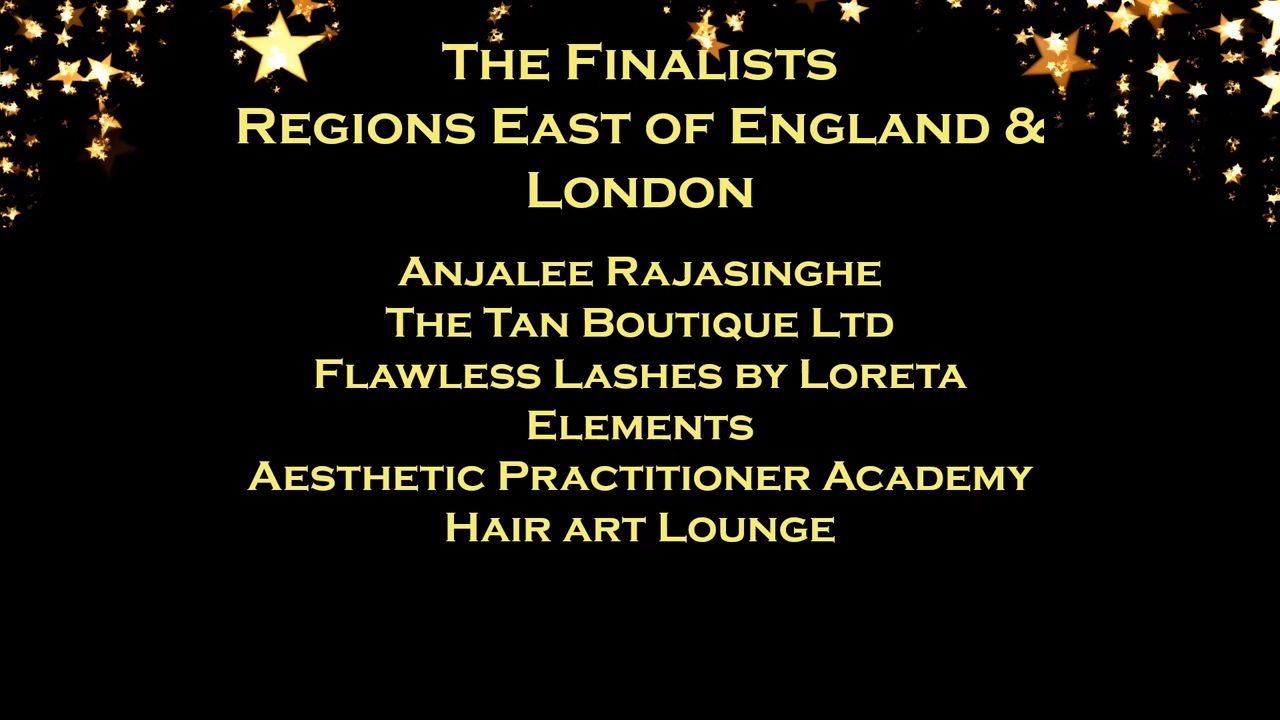 The Finalists
Regions East of England &
London
Anjalee Rajasinghe
The Tan Boutique Ltd
Flawless Lashes by Loreta
Elements
Aesthetic Practitioner Academy
Hair art Lounge